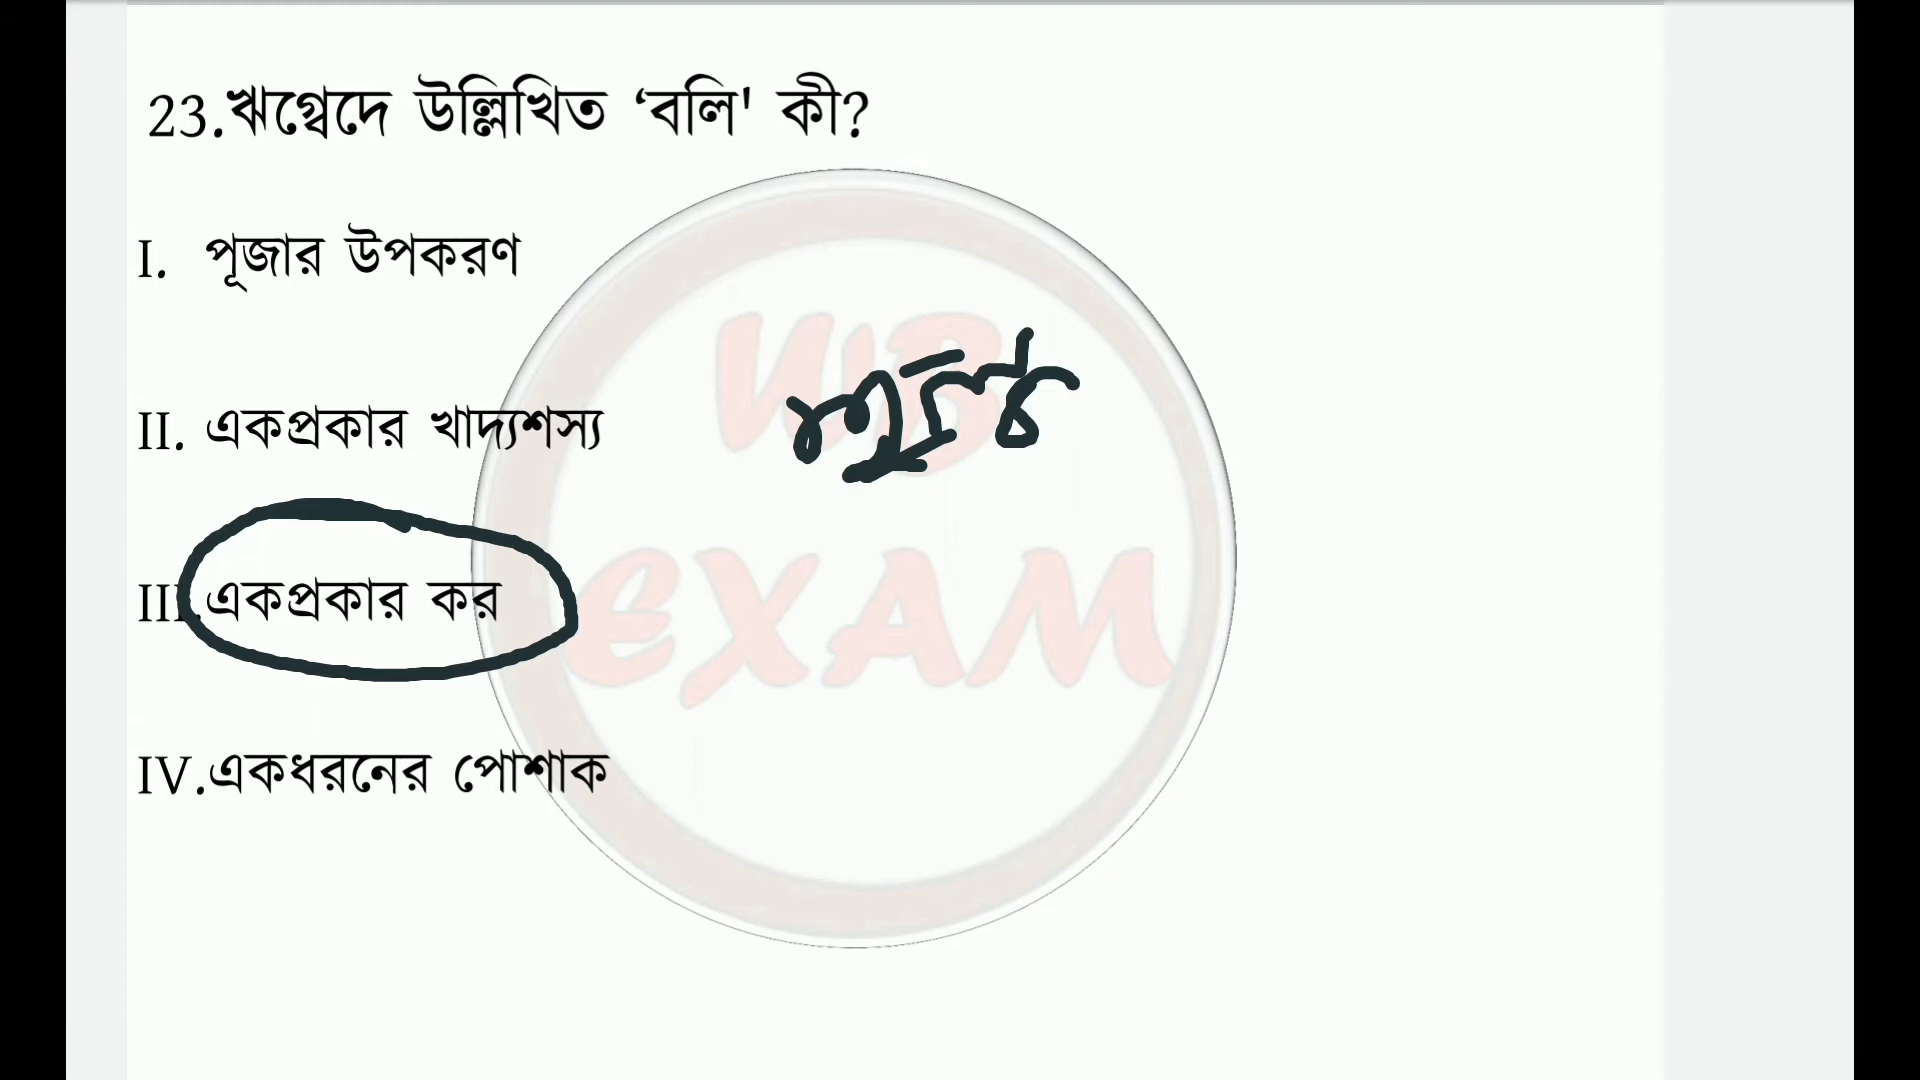 23.ঋগ্বেদে উল্লিখিত ‘বলি' কী?
I. পূজার উপকরণ
II. একপ্রকার খাদ্যশস্য
III.একপ্রকার কর
IV.একধরনের পোশাক
WB
EXAM